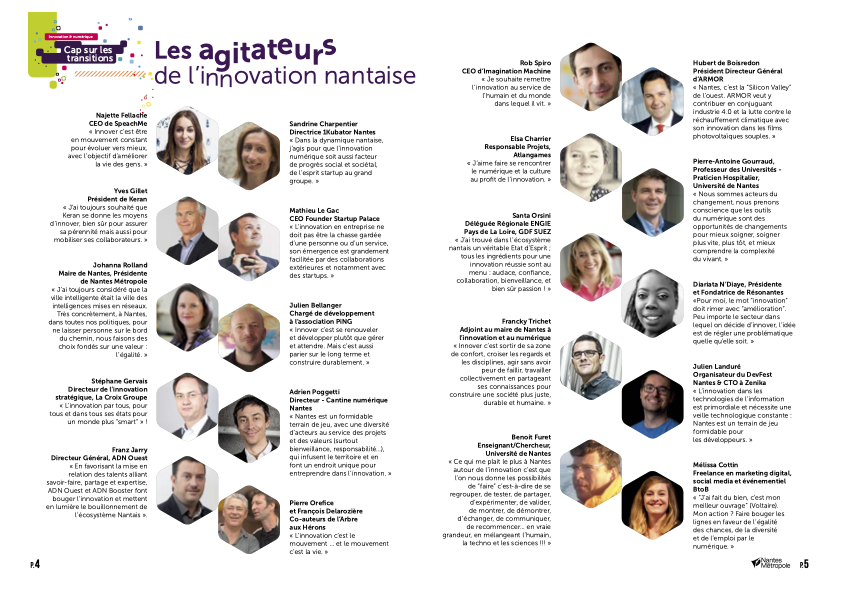 Innovation & numérique
Cap sur les
transitions
Les agitateurs
de l'innovation nantaise
Najette Fellache
CEO de SpeachMe
« Innover c'est être
en mouvement constant
pour évoluer vers mieux,
avec l'objectif d'améliorer
la vie des gens. »
Yves Gillet
Président de Keran
« J'ai toujours souhaité que
Keran se donne les moyens
d'innover, bien sûr pour assurer
sa pérennité mais aussi pour
mobiliser ses collaborateurs. »
Johanna Rolland
Maire de Nantes, Présidente
de Nantes Métropole
« J'ai toujours considéré que la
ville intelligente était la ville des
intelligences mises en réseaux.
Très concrètement, à Nantes,
dans toutes nos politiques, pour
ne laisser personne sur le bord
du chemin, nous faisons des
choix fondés sur une valeur :
l'égalité. »
Stéphane Gervais
Directeur de l'innovation
stratégique, La Croix Groupe
« L'innovation par tous, pour
tous et dans tous ses états pour
un monde plus "smart" » !
Franz Jarry
Directeur Général, ADN Ouest
« En favorisant la mise en
relation des talents alliant
savoir-faire, partage et expertise,
ADN Ouest et ADN Booster font
bouger l'innovation et mettent
en lumière le bouillonnement de
l'écosystème Nantais ».
Sandrine Charpentier
Directrice 1Kubator Nantes
« Dans la dynamique nantaise,
j'agis pour que l'innovation
numérique soit aussi facteur
de progrès social et sociétal,
de l'esprit startup au grand
groupe. »
Mathieu Le Gac
CEO Founder Startup Palace
« L'innovation en entreprise ne
doit pas être la chasse gardée
d'une personne ou d'un service,
son émergence est grandement
facilitée par des collaborations
extérieures et notamment avec
des startups. »
Julien Bellanger
Chargé de développement
à l'association PiNG
« Innover c'est se renouveler
et développer plutôt que gérer
et attendre. Mais c'est aussi
parier sur le long terme et
construire durablement. »
Adrien Poggetti
Directeur - Cantine numérique
Nantes
« Nantes est un formidable
terrain de jeu, avec une diversité
d'acteurs au service des projets
et des valeurs (surtout
bienveillance, responsabilité...),
qui infusent le territoire et en
font un endroit unique pour
entreprendre dans l'innovation. »
Pierre Orefice
et François Delarozière
Co-auteurs de l'Arbre
aux Hérons
« L'innovation c'est le
mouvement ... et le mouvement
c'est la vie. »
P.4
Rob Spiro
CEO d'Imagination Machine
« Je souhaite remettre
l'innovation au service de
l'humain et du monde
dans lequel il vit. »
Elsa Charrier
Responsable Projets,
Atlangames
« J'aime faire se rencontrer
le numérique et la culture
au profit de l'innovation. »
Santa Orsini
Déléguée Régionale ENGIE
Pays de La Loire, GDF SUEZ
« J'ai trouvé dans l'écosystème
nantais un véritable Etat d'Esprit ;
tous les ingrédients pour une
innovation réussie sont au
menu : audace, confiance,
collaboration, bienveillance, et
bien sûr passion ! »
Francky Trichet
Adjoint au maire de Nantes à
l'innovation et au numérique
« Innover c'est sortir de sa zone
de confort, croiser les regards et
les disciplines, agir sans avoir
peur de faillir, travailler
collectivement en partageant
ses connaissances pour
construire une société plus juste,
durable et humaine. »
Benoit Furet
Enseignant/Chercheur,
Université de Nantes
« Ce qui me plait le plus à Nantes
autour de l'innovation c'est que
l'on nous donne les possibilités
de "faire" c'est-à-dire de se
regrouper, de tester, de partager,
d'expérimenter, de valider,
de montrer, de démontrer,
d'échanger, de communiquer,
de recommencer... en vraie
grandeur, en mélangeant l'humain,
la techno et les sciences !!! »
Hubert de Boisredon
Président Directeur Général
d'ARMOR
« Nantes, c'est la "Silicon Valley"
de l'ouest. ARMOR veut y
contribuer en conjuguant
industrie 4.0 et la lutte contre le
réchauffement climatique avec
son innovation dans les films
photovoltaïques souples. »
Pierre-Antoine Gourraud,
Professeur des Universités -
Praticien Hospitalier,
Université de Nantes
« Nous sommes acteurs du
changement, nous prenons
conscience que les outils
du numérique sont des
opportunités de changements
pour mieux soigner, soigner
plus vite, plus tôt, et mieux
comprendre la complexité
du vivant. »
Diariata N'Diaye, Présidente
et Fondatrice de Résonantes
«Pour moi, le mot "innovation"
doit rimer avec "amélioration".
Peu importe le secteur dans
lequel on décide d'innover, l'idée
est de régler une problématique
quelle qu'elle soit. »
Julien Landuré
Organisateur du DevFest
Nantes & CTO à Zenika
« L'innovation dans les
technologies de l'information
est primordiale et nécessite une
veille technologique constante :
Nantes est un terrain de jeu
formidable pour
les développeurs. »
Mélissa Cottin
Freelance en marketing digital,
social media et événementiel
BtoB
« "J'ai fait du bien, c'est mon
meilleur ouvrage" (Voltaire).
Mon action ? Faire bouger les
lignes en faveur de l'égalité
des chances, de la diversité
et de l'emploi par le
numérique. »
Nantes
Métropole
P.5